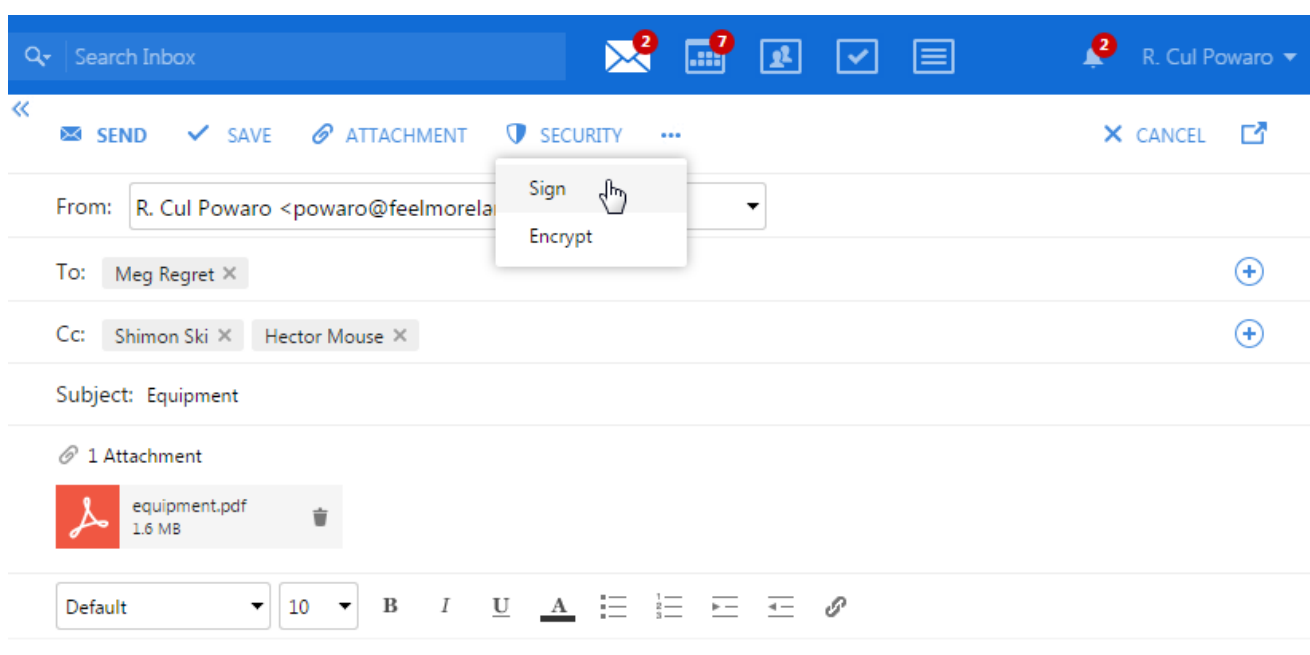 Search Inbox 2 7 2 R. Cul Powaro
SEND SAVE ATTACHMENT SECURITY ••• CANCEL
Sign
From: R. Cul Powaro <powaro@feelmorela
Encrypt
To: Meg Regret ×
Cc: Shimon Ski × Hector Mouse ×
Subject: Equipment
1 Attachment
equipment.pdf
1.6 MB
Default 10 B I U A